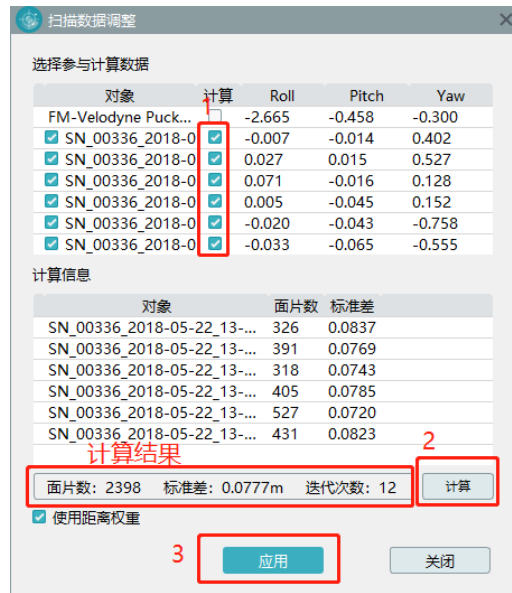 扫描数据调整
选择参与计算数据
对象 计算 Roll Pitch Yaw
1
FM-Velodyne Puck... -2.665 -0.458 -0.300
SN_00336_2018-0 -0.007 -0.014 0.402
SN_00336_2018-0 0.027 0.015 0.527
SN_00336_2018-0 0.071 -0.016 0.128
SN_00336_2018-0 0.005 -0.045 0.152
SN_00336_2018-0 -0.020 -0.043 -0.758
SN_00336_2018-0 -0.033 -0.065 -0.555
计算信息
对象 面片数 标准差
SN_00336_2018-05-22_13-... 326 0.0837
SN_00336_2018-05-22_13-... 391 0.0769
SN_00336_2018-05-22_13-... 318 0.0743
SN_00336_2018-05-22_13-... 405 0.0785
SN_00336_2018-05-22_13-... 527 0.0720
SN_00336_2018-05-22_13-... 431 0.0823
计算结果 2
面片数: 2398 标准差: 0.0777m 迭代次数: 12 计算
使用距离权重
3 应用 关闭